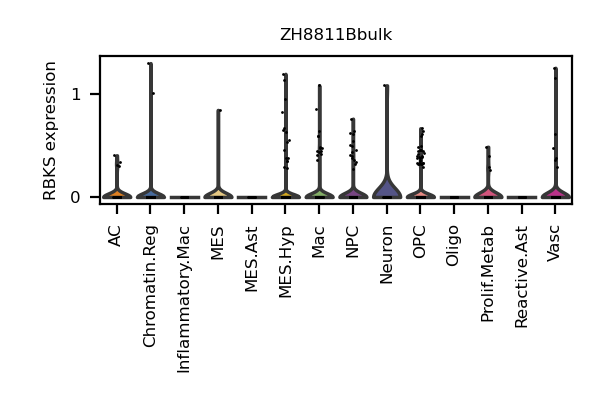 ZH8811Bbulk
RBKS expression
1
0
AC
Chromatin.Reg
Inflammatory.Mac
MES
MES.Ast
MES.Hyp
Mac
NPC
Neuron
OPC
Oligo
Prolif.Metab
Reactive.Ast
Vasc